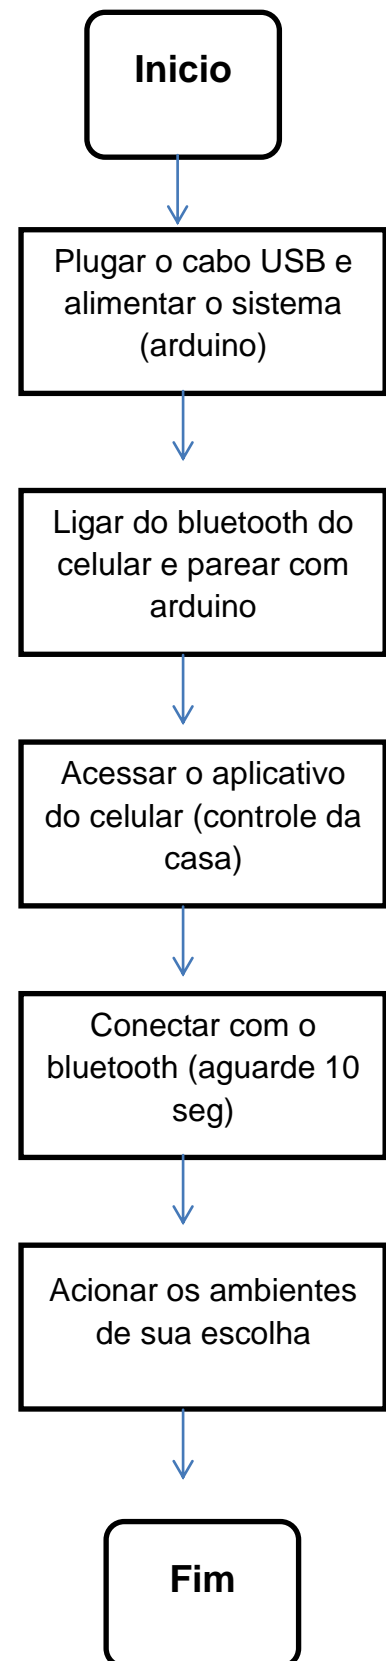 Inicio
Plugar o cabo USB e
alimentar o sistema
(arduino)
Ligar do bluetooth do
celular e parear com
arduino
Acessar o aplicativo
do celular (controle da
casa)
Conectar com o
bluetooth (aguarde 10
seg)
Acionar os ambientes
de sua escolha
Fim